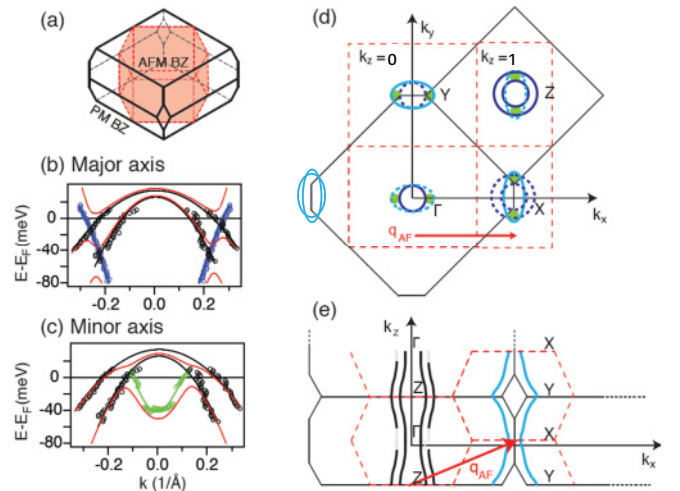 (a)
AFM BZ
PM BZ
(b) Major axis
E-E_F (meV)
0
-40
-80
-0.2
0.0
0.2
(c) Minor axis
E-E_F (meV)
0
-40
-80
-0.2
0.0
0.2
k (1/Å)
(d)
k_y
k_z=0
k_z=1
Y
Z
Γ
X
k_x
q_AF
(e)
k_z
Γ
X
Z
Y
Γ
X
k_x
q_AF
Z
Y